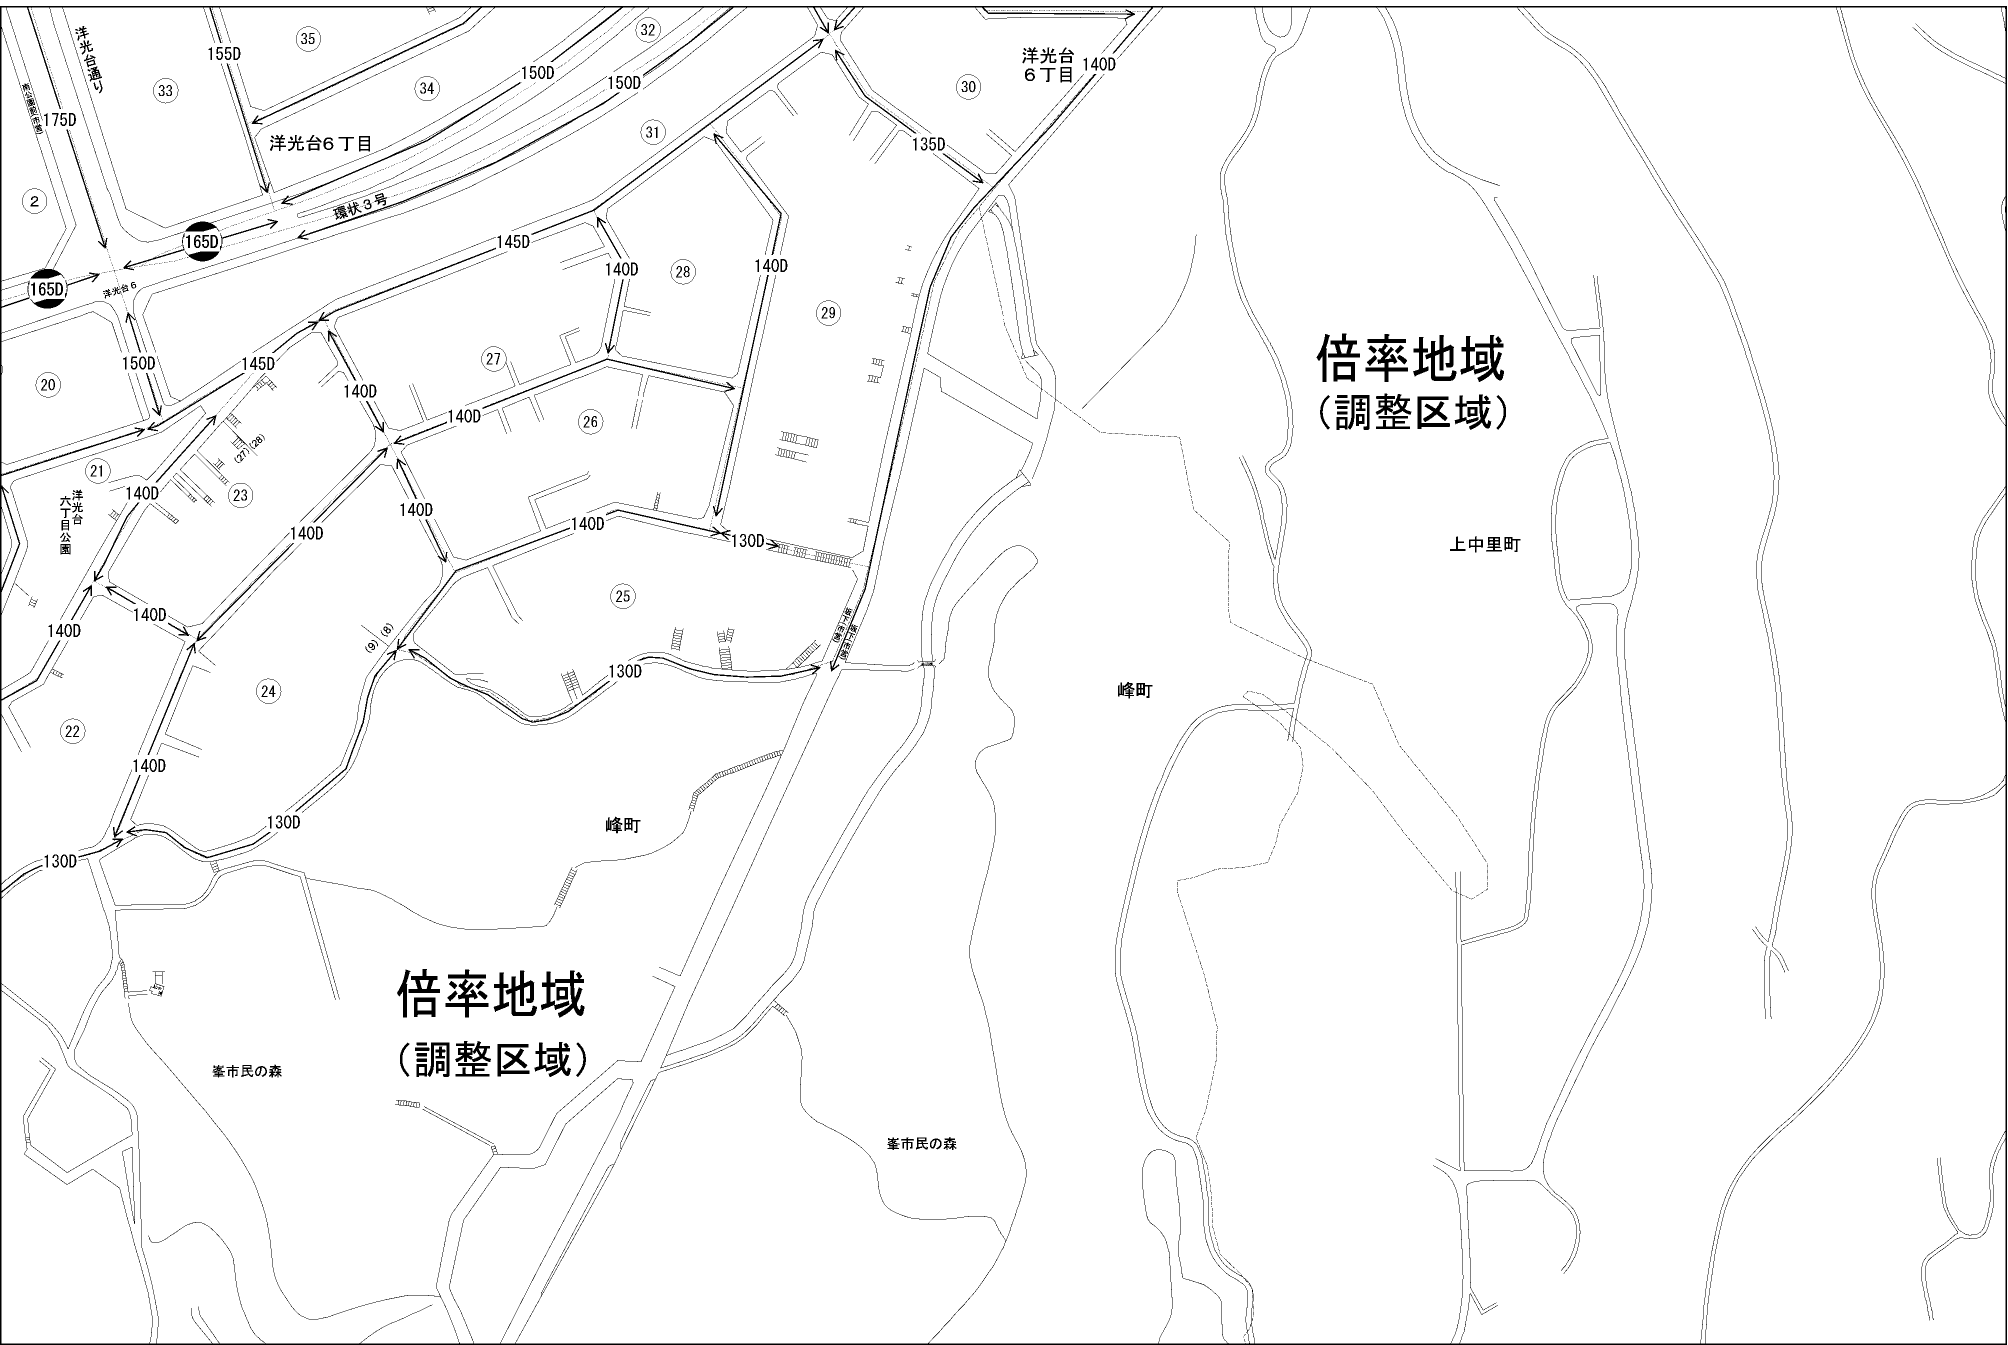 35
32
洋光台通り
155D
33
150D
34
150D
洋光台
6丁目
140D
30
175D
31
洋光台6丁目
135D
2
環状3号
165D
145D
140D
28
140D
165D
洋光台6
29
150D
145D
27
倍率地域
(調整区域)
20
140D
140D
26
(27)
(28)
21
洋光台
六丁目公園
140D
23
140D
140D
140D
130D
上中里町
25
140D
140D
(9)
(8)
24
130D
峰町
22
140D
130D
峰町
130D
倍率地域
(調整区域)
峯市民の森
峯市民の森